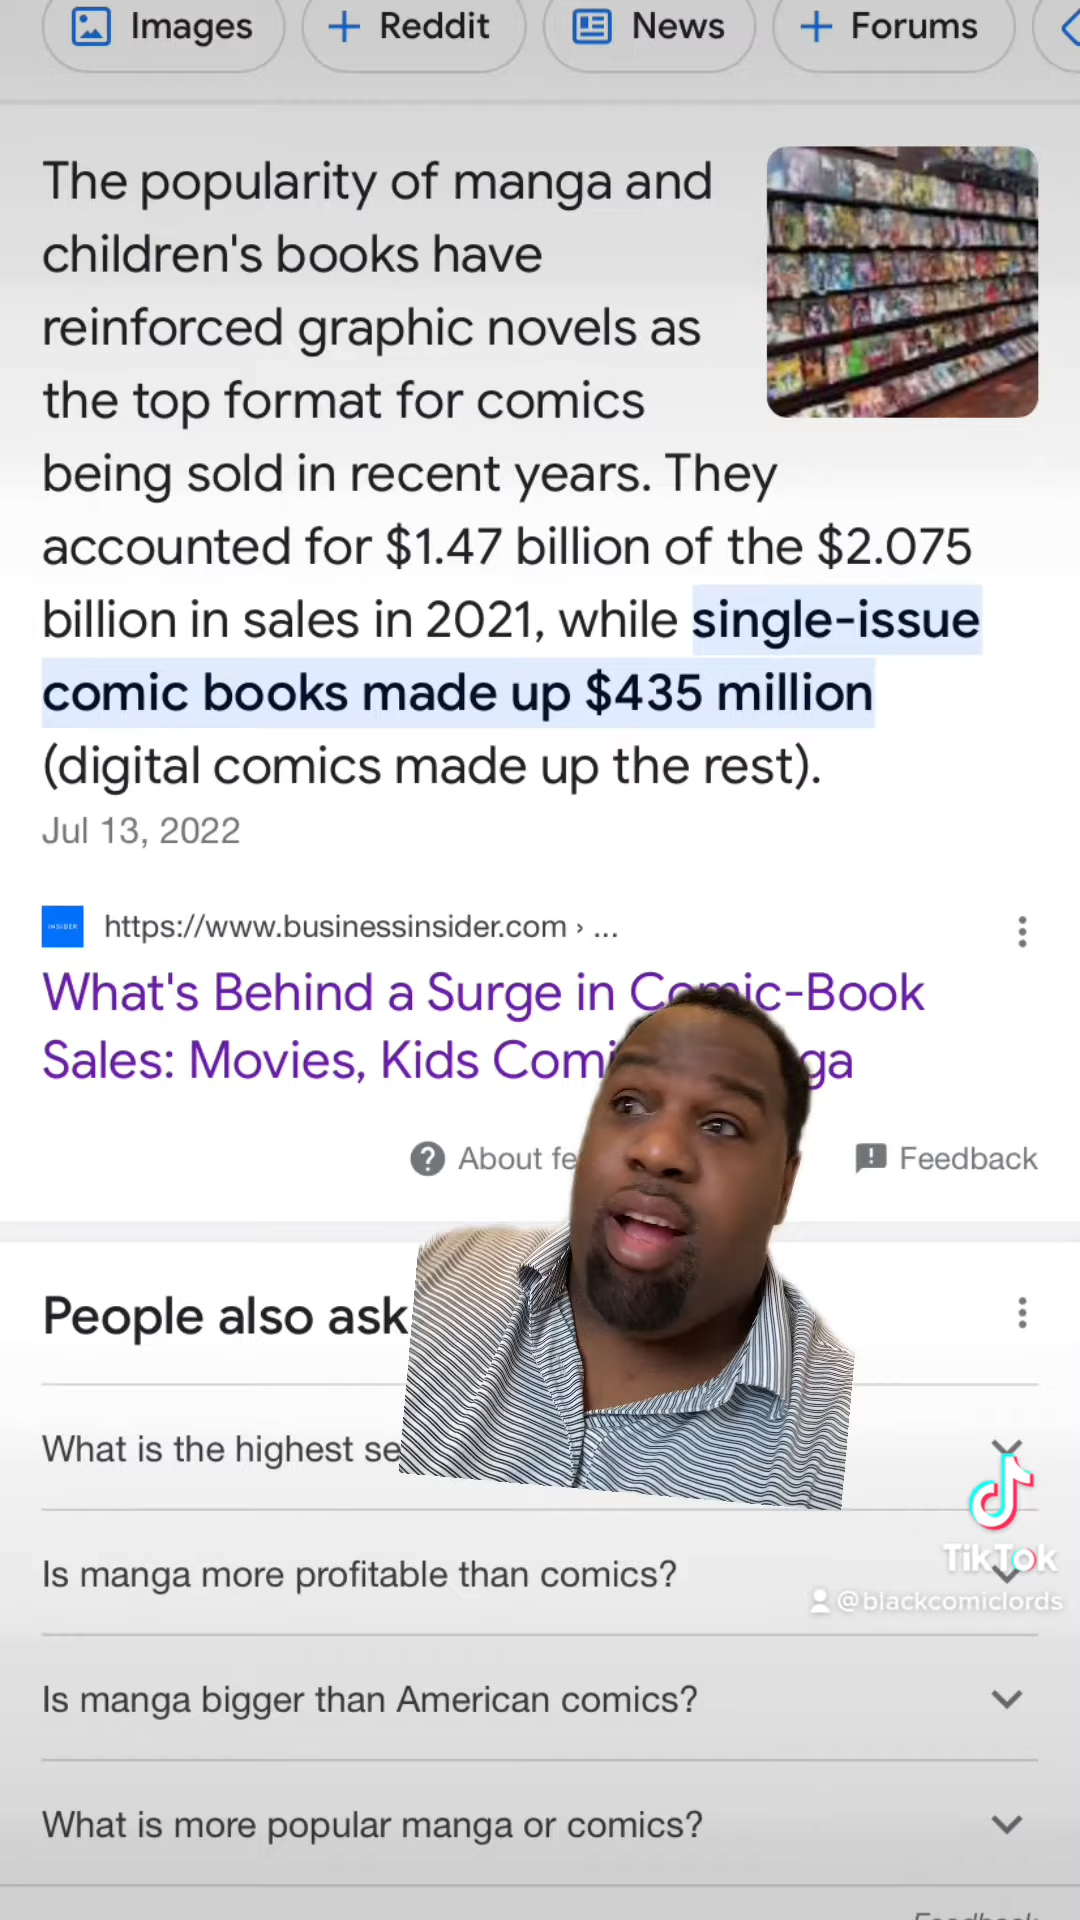 Images
Reddit
News
Forums
The popularity of manga and
children's books have
reinforced graphic novels as
the top format for comics
being sold in recent years. They
accounted for $1.47 billion of the $2.075
billion in sales in 2021, while single-issue
comic books made up $435 million
(digital comics made up the rest).
Jul 13, 2022
INSIDER
https://www.businessinsider.com › ...
What's Behind a Surge in Comic-Book
Sales: Movies, Kids
About
Feedback
People also ask
What is the highest
Is manga more profitable than comics?
TikTok
@blackcomiclords
Is manga bigger than American comics?
What is more popular manga or comics?